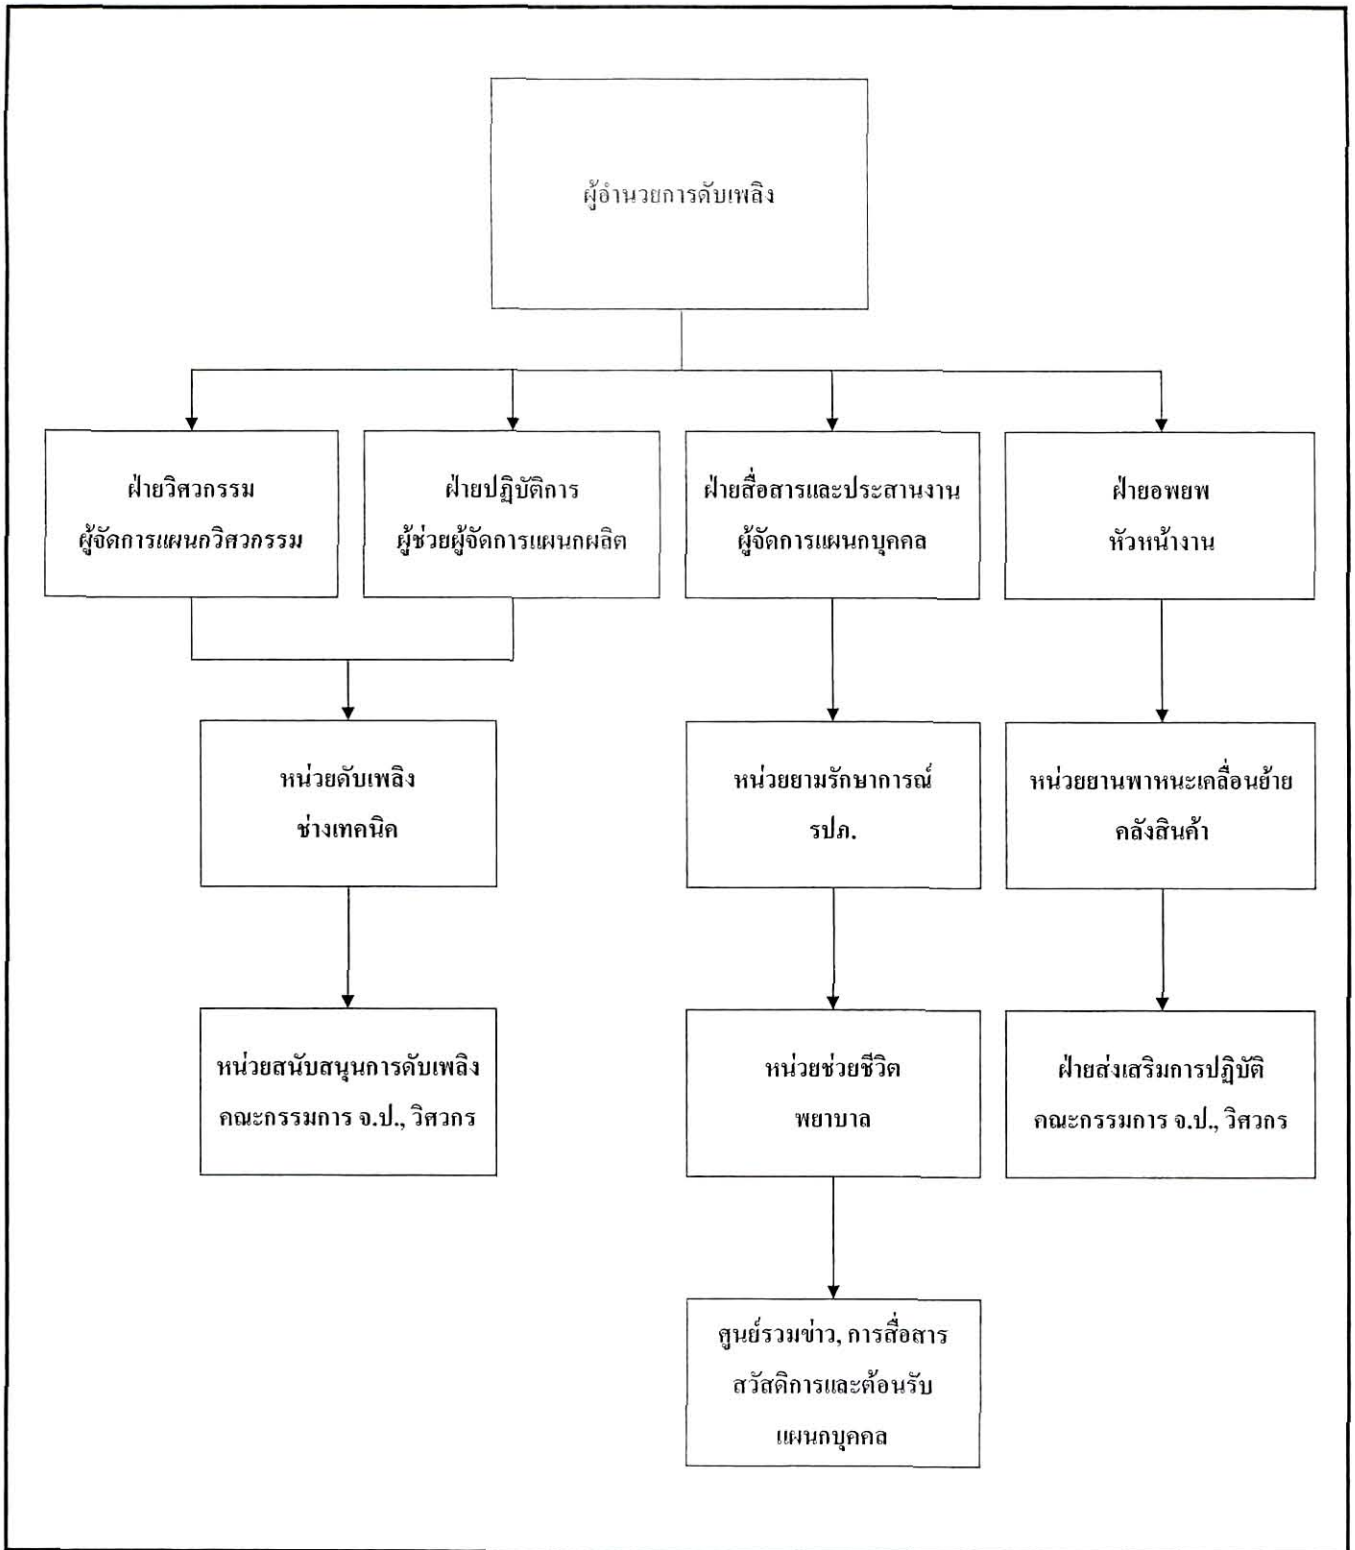 ผู้อำนวยการดับเพลิง
ฝ่ายวิศวกรรม
ผู้จัดการแผนกวิศวกรรม
ฝ่ายปฏิบัติการ
ผู้ช่วยผู้จัดการแผนกผลิต
ฝ่ายสื่อสารและประสานงาน
ผู้จัดการแผนกบุคคล
ฝ่ายอพยพ
หัวหน้างาน
หน่วยดับเพลิง
ช่างเทคนิค
หน่วยยามรักษาการณ์
รปภ.
หน่วยยานพาหนะเคลื่อนย้าย
คลังสินค้า
หน่วยสนับสนุนการดับเพลิง
คณะกรรมการ จ.ป., วิศวกร
หน่วยช่วยชีวิต
พยาบาล
ฝ่ายส่งเสริมการปฏิบัติ
คณะกรรมการ จ.ป., วิศวกร
ศูนย์รวมข่าว, การสื่อสาร
สวัสดิการและต้อนรับ
แผนกบุคคล